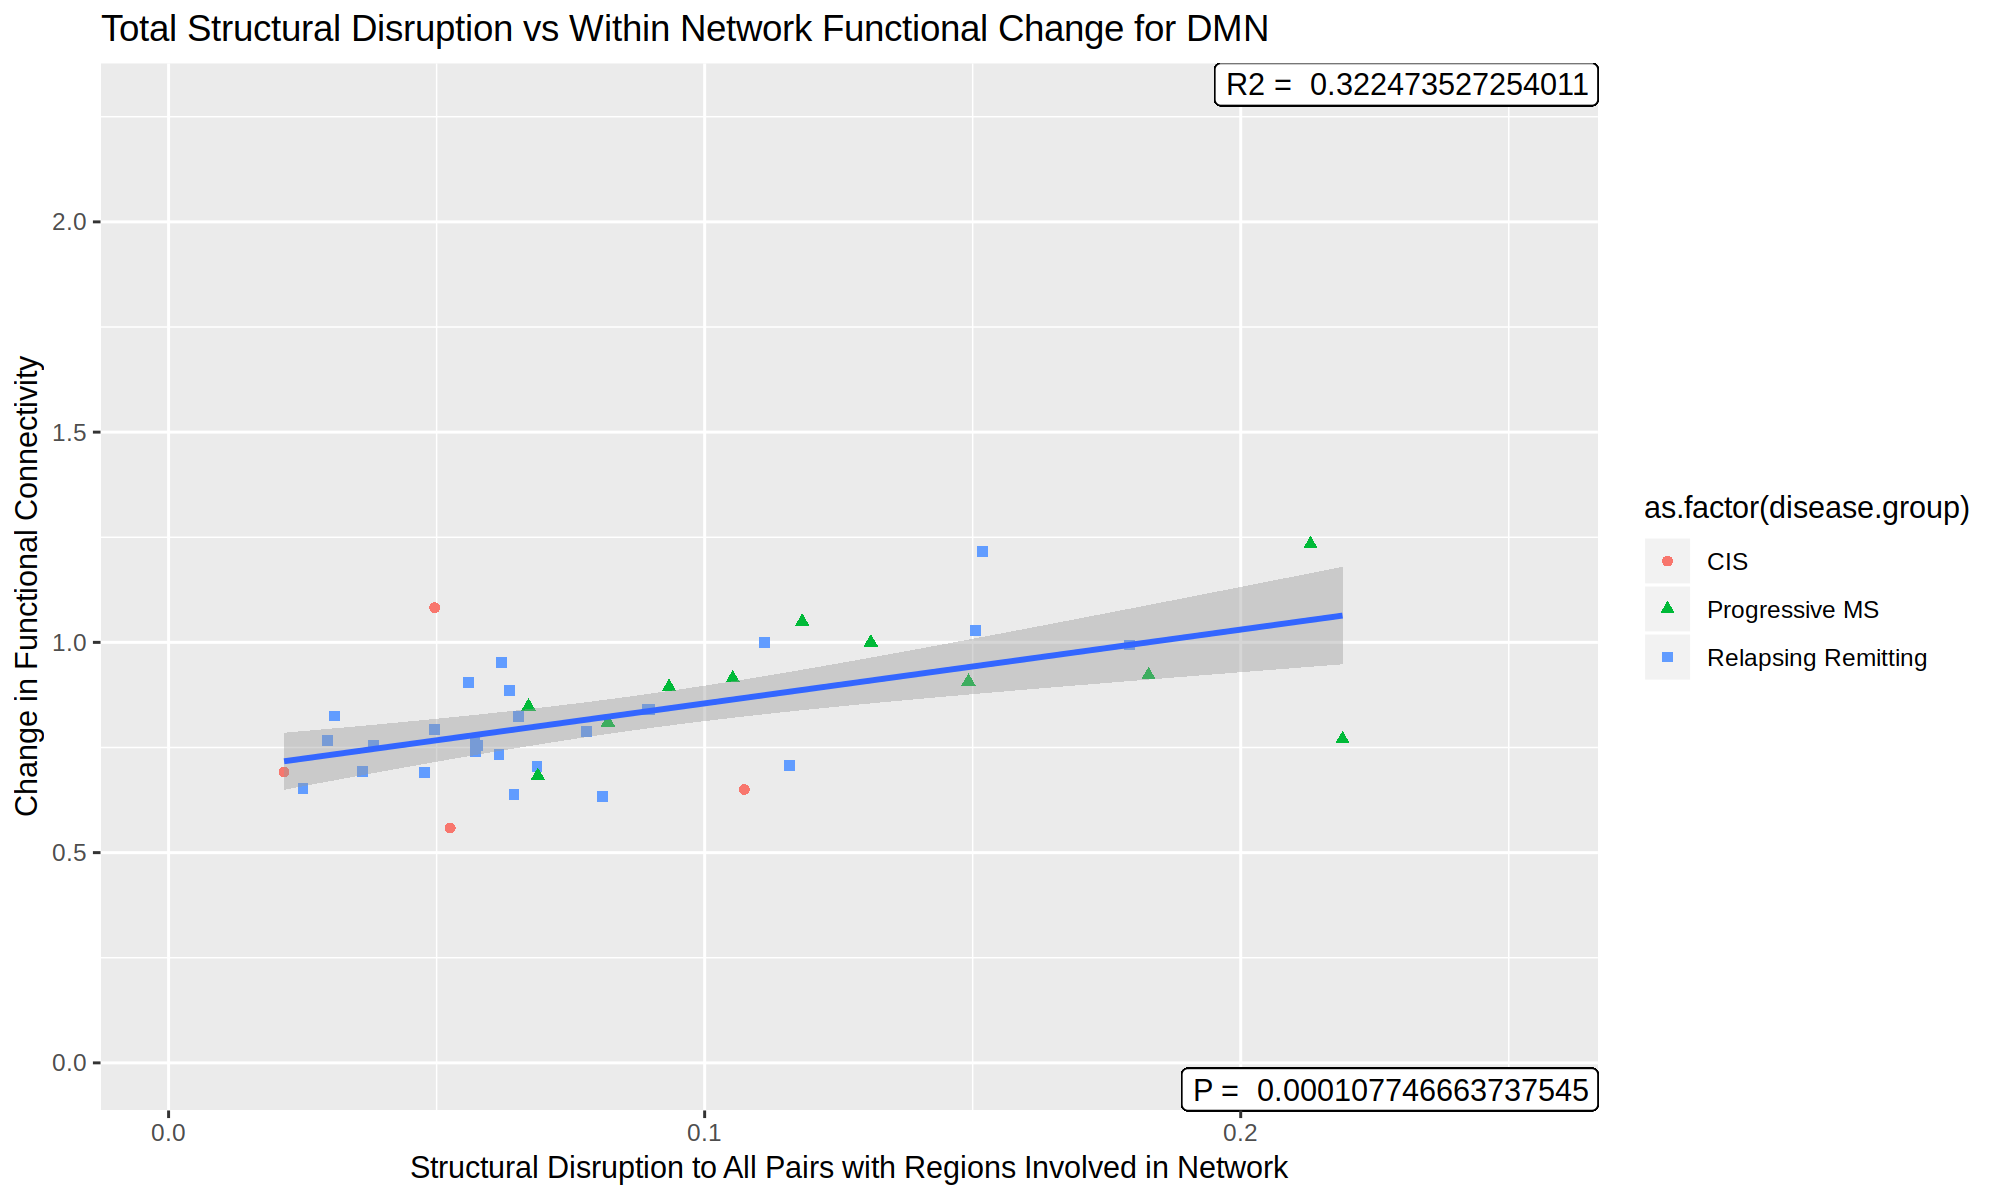 Total Structural Disruption vs Within Network Functional Change for DMN
R2 =  0.322473527254011
2.0
1.5
1.0
0.5
0.0
Change in Functional Connectivity
as.factor(disease.group)
CIS
Progressive MS
Relapsing Remitting
P =  0.000107746663737545
0.0 0.1 0.2
Structural Disruption to All Pairs with Regions Involved in Network